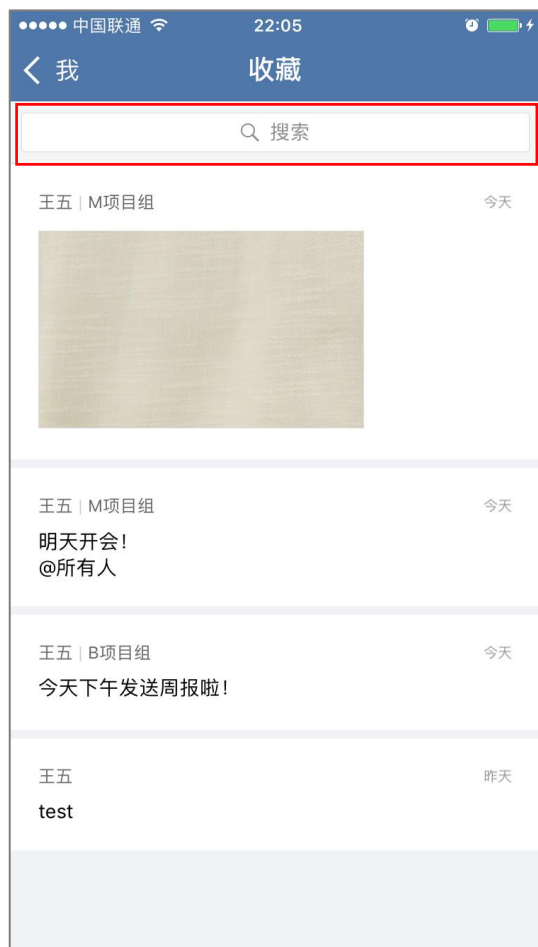 中国联通 22:05
我 收藏
搜索
王五 | M项目组 今天
王五 | M项目组 今天
明天开会!
@所有人
王五 | B项目组 今天
今天下午发送周报啦!
王五 昨天
test